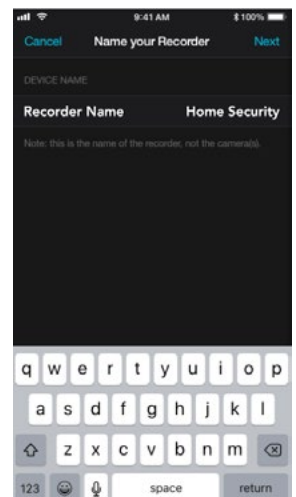 9:41 AM 100%
Cancel Name your Recorder Next
DEVICE NAME
Recorder Name Home Security
Note: this is the name of the recorder, not the camera(s).
q w e r t y u i o p
a s d f g h j k l
z x c v b n m
123 space return